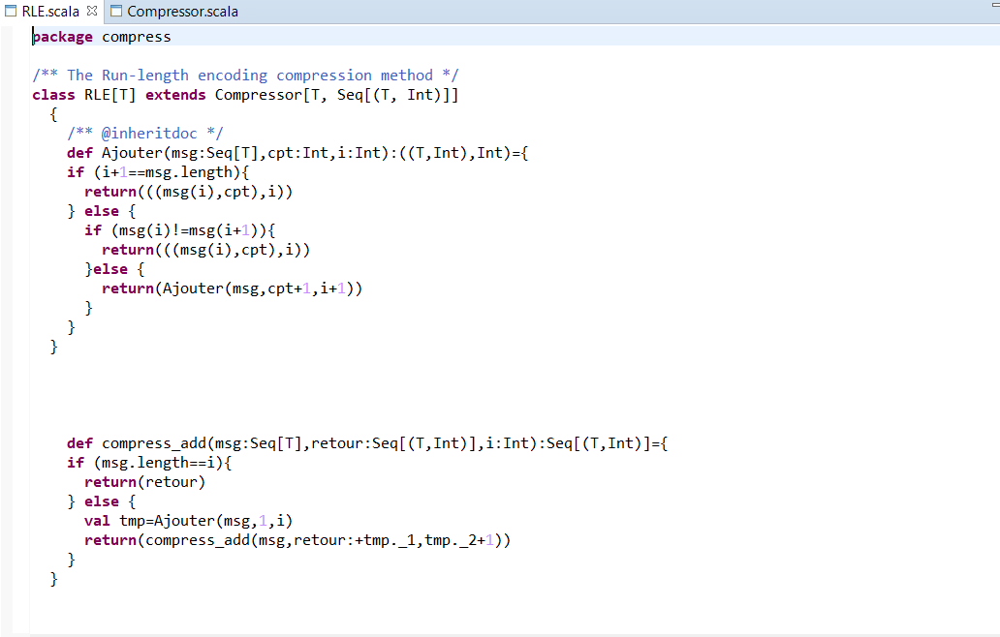 RLE.scala Compressor.scala
package compress
/** The Run-length encoding compression method */
class RLE[T] extends Compressor[T, Seq[(T, Int)]]
{
/** @inheritdoc */
def Ajouter(msg:Seq[T],cpt:Int,i:Int):((T,Int),Int)={
if (i+1==msg.length){
return(((msg(i),cpt),i))
} else {
if (msg(i)!=msg(i+1)){
return(((msg(i),cpt),i))
}else {
return(Ajouter(msg,cpt+1,i+1))
}
}
}
def compress_add(msg:Seq[T],retour:Seq[(T,Int)],i:Int):Seq[(T,Int)]={
if (msg.length==i){
return(retour)
} else {
val tmp=Ajouter(msg,1,i)
return(compress_add(msg,retour:+tmp._1,tmp._2+1))
}
}